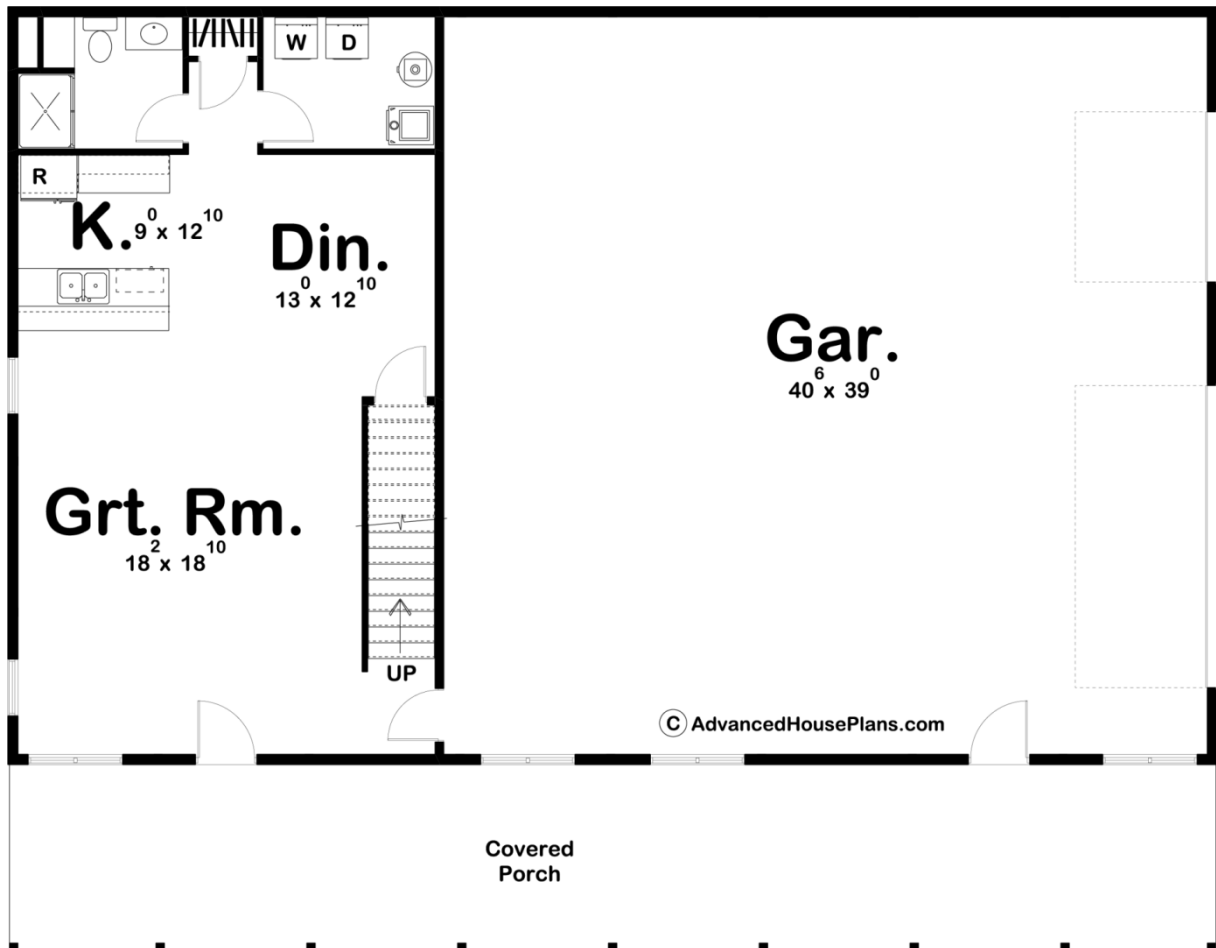 W
D
R
K.
9⁰ x 12¹⁰
Din.
13⁰ x 12¹⁰
Gar.
40⁶ x 39⁰
Grt. Rm.
18² x 18¹⁰
UP
© AdvancedHousePlans.com
Covered
Porch